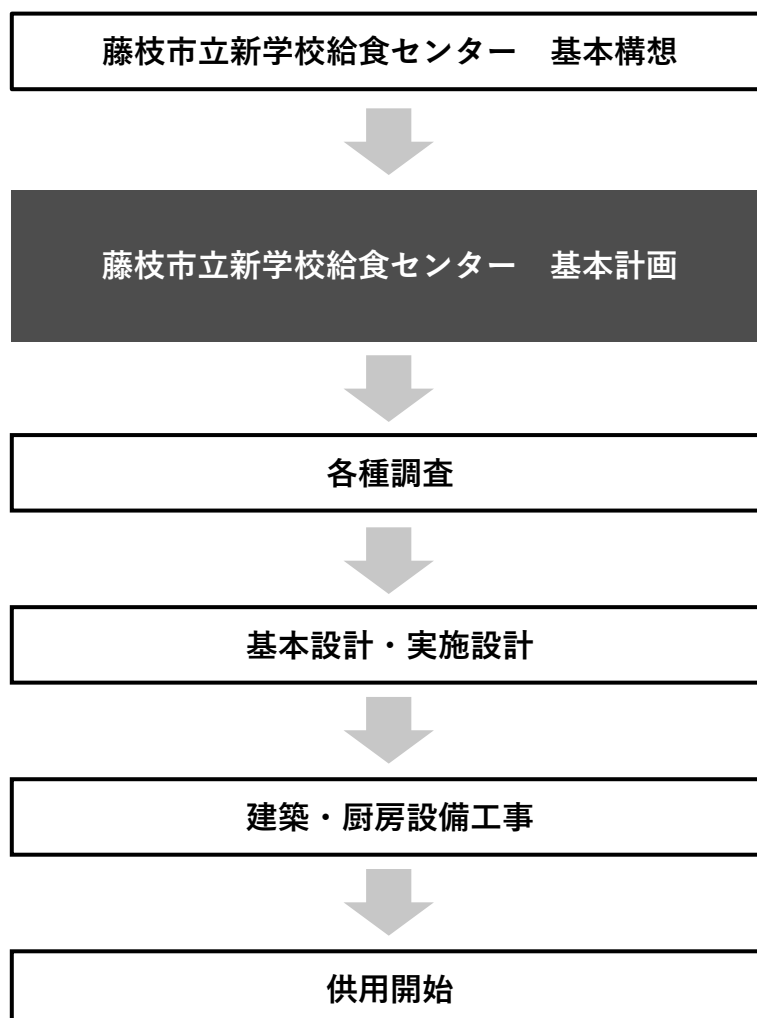 藤枝市立新学校給食センター　基本構想
藤枝市立新学校給食センター　基本計画
各種調査
基本設計・実施設計
建築・厨房設備工事
供用開始